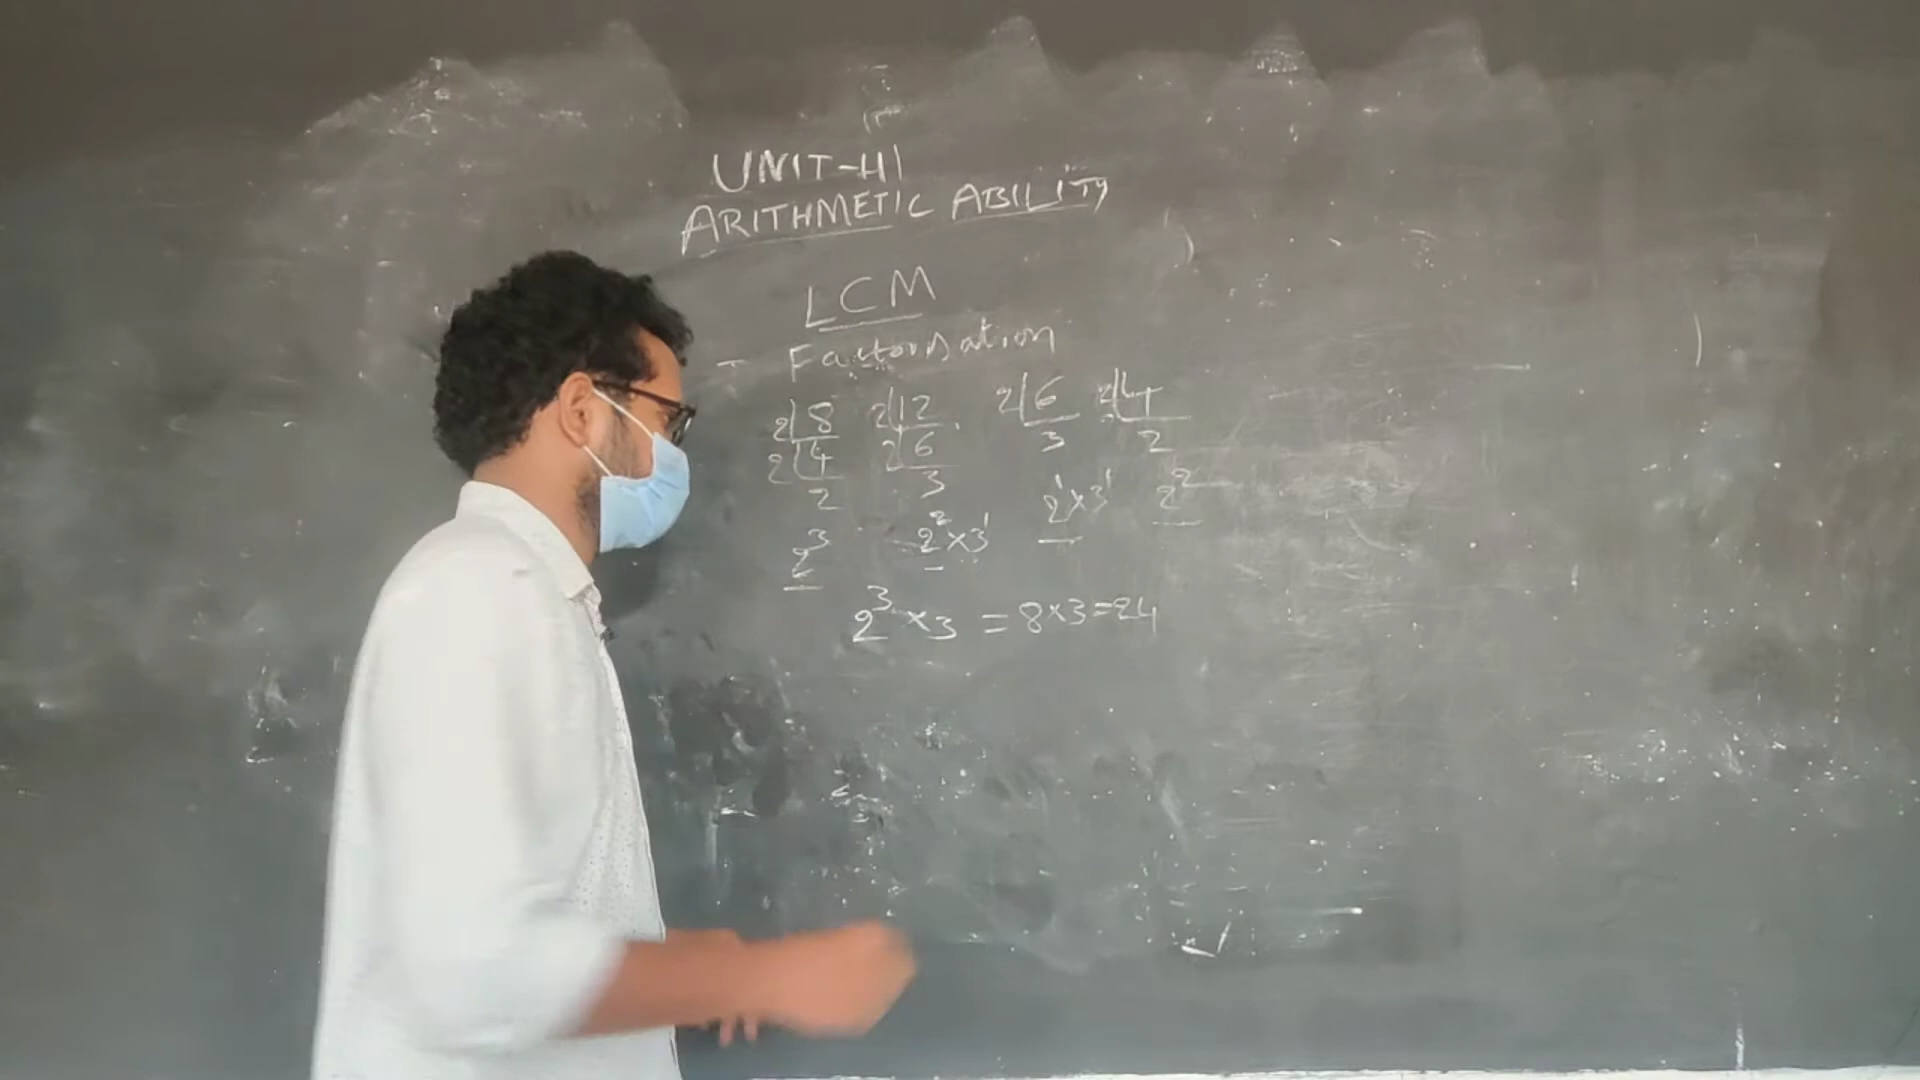 UNIT-III
ARITHMETIC ABILITY
LCM
- Factorisation
2|8 2|12 2|6 2|4
2|4 2|6 3 2
2 3
2¹×3¹ 2²
2³ 2²×3¹
2³×3 = 8×3=24